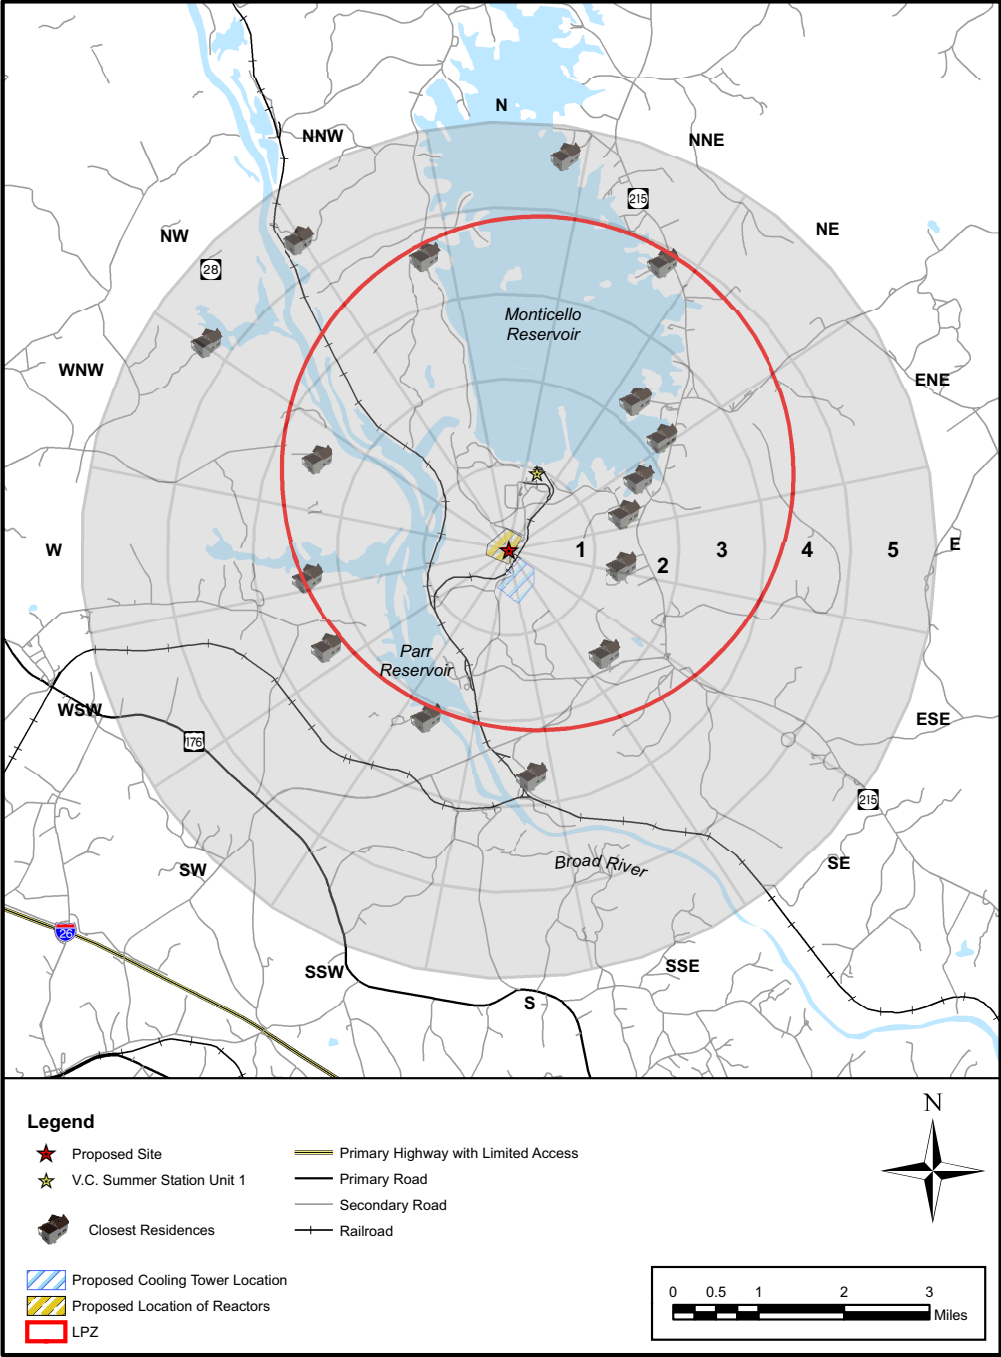 N
NNW
NNE
215
NE
NW
28
Monticello
Reservoir
WNW
ENE
W
1
2
3
4
5
E
Parr
Reservoir
WSW
ESE
176
215
Broad River
SW
SE
26
SSW
SSE
S
Legend
Proposed Site
V.C. Summer Station Unit 1
Closest Residences
Proposed Cooling Tower Location
Proposed Location of Reactors
LPZ
Primary Highway with Limited Access
Primary Road
Secondary Road
Railroad
N
0 0.5 1 2 3
Miles